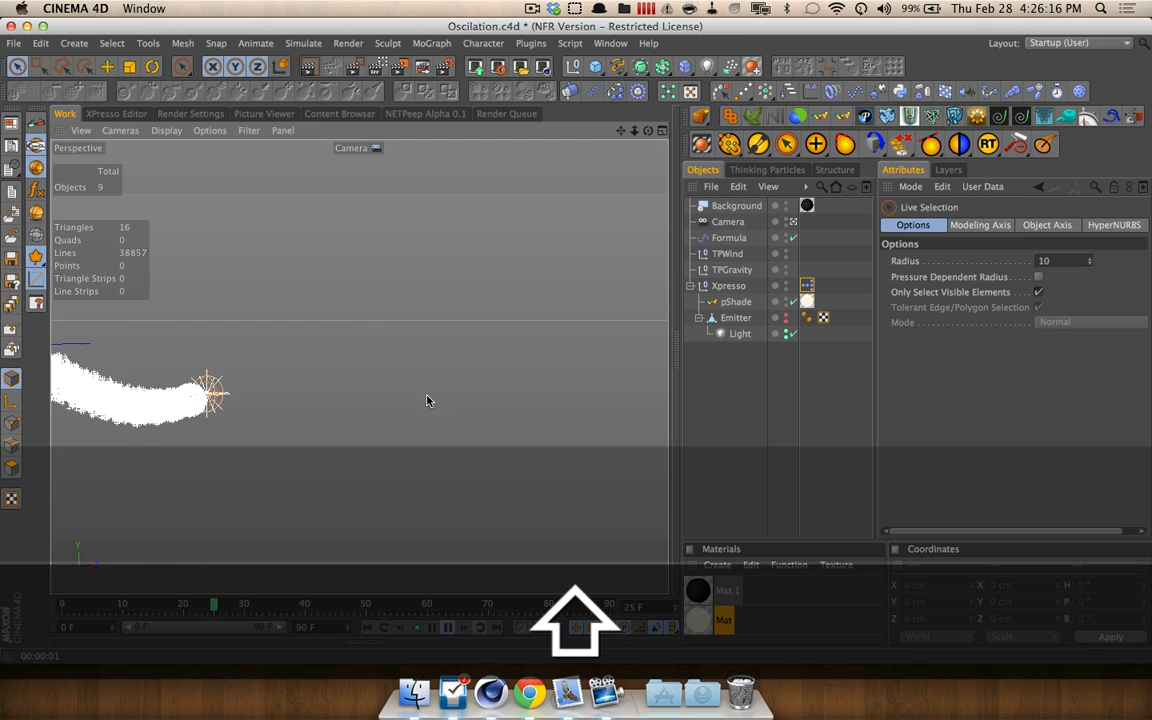 CINEMA 4D Window
99% Thu Feb 28 4:26:16 PM
Oscilation.c4d * (NFR Version - Restricted License)
File Edit Create Select Tools Mesh Snap Animate Simulate Render Sculpt MoGraph Character Plugins Script Window Help
Layout: Startup (User)
Work XPresso Editor Render Settings Picture Viewer Content Browser NETPeep Alpha 0.1 Render Queue
View Cameras Display Options Filter Panel
Perspective
Camera
Total
Objects 9
Triangles 16
Quads 0
Lines 38857
Points 0
Triangle Strips 0
Line Strips 0
Y
0 10 20 30 40 50 60 70
90
25 F
0 F
0 F
90 F
90 F
00:00:01
MAXON
CINEMA 4D
RT
Objects Thinking Particles Structure
File Edit View
Background
Camera
Formula
TPWind
TPGravity
Xpresso
pShade
Emitter
Light
Attributes Layers
Mode Edit User Data
Live Selection
Options Modeling Axis Object Axis HyperNURBS
Options
Radius 10
Pressure Dependent Radius
Only Select Visible Elements
Tolerant Edge/Polygon Selection
Mode Normal
Materials
Create Edit Function Texture
Mat.1
Mat
Coordinates
X 0 cm X 0 cm H 0
Y 0 cm Y 0 cm P 0
Z 0 cm Z 0 cm B 0
World Scale Apply